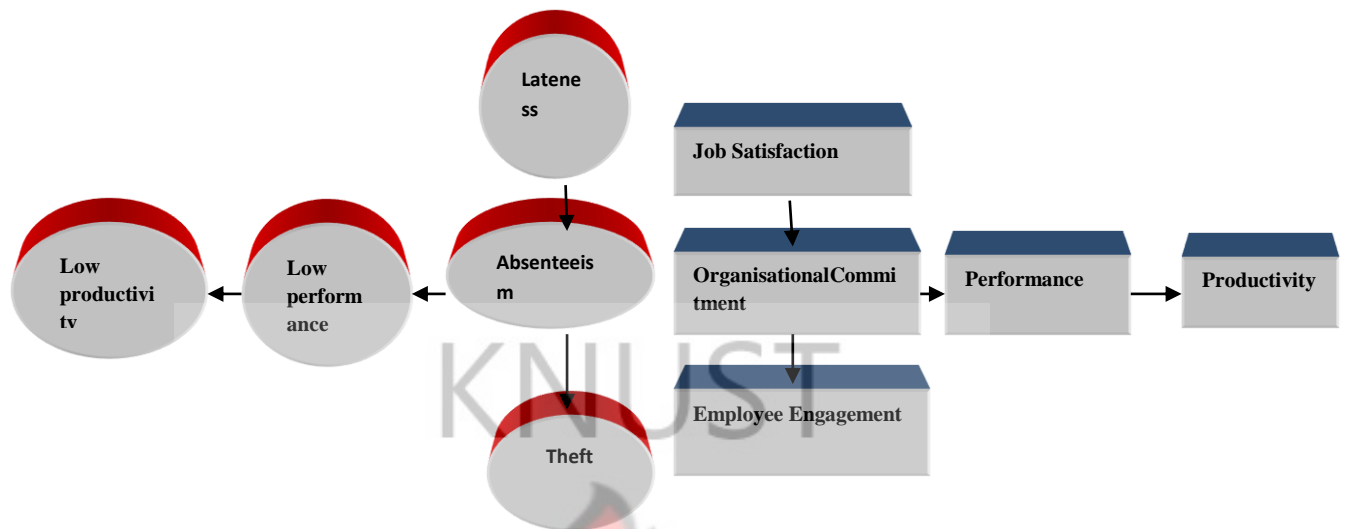 Latene
ss
Job Satisfaction
Low
productivi
ty
Low
perform
ance
Absenteeis
m
OrganisationalCommi
tment
Performance
Productivity
KNUST
Employee Engagement
Theft